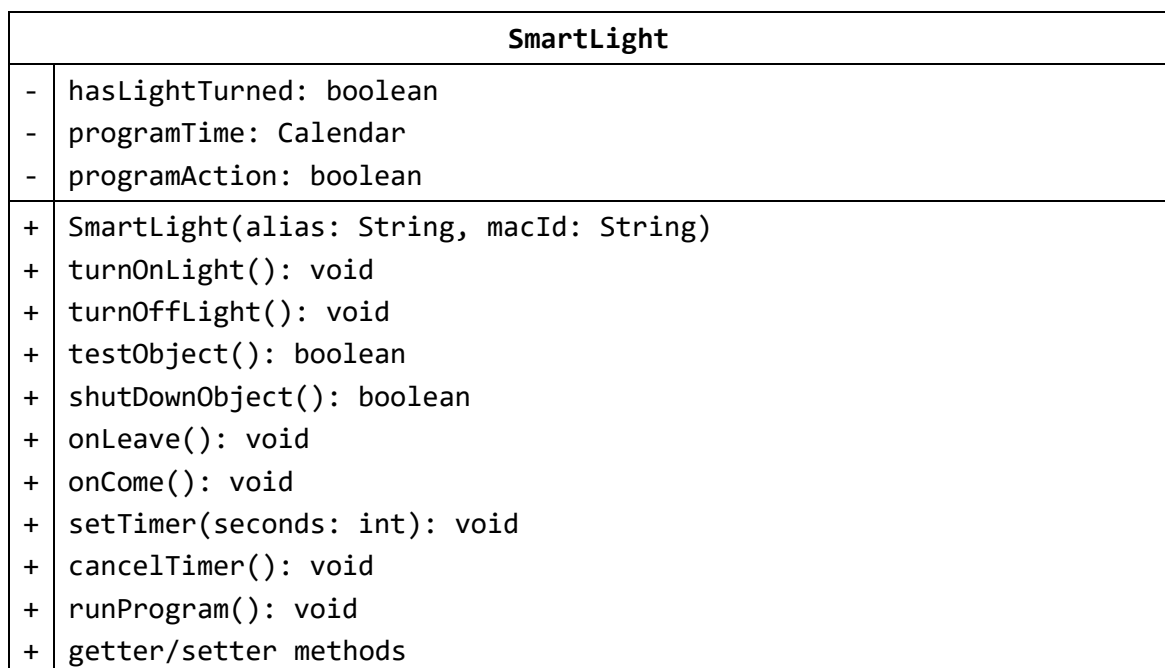 SmartLight
- hasLightTurned: boolean
- programTime: Calendar
- programAction: boolean
+ SmartLight(alias: String, macId: String)
+ turnOnLight(): void
+ turnOffLight(): void
+ testObject(): boolean
+ shutDownObject(): boolean
+ onLeave(): void
+ onCome(): void
+ setTimer(seconds: int): void
+ cancelTimer(): void
+ runProgram(): void
+ getter/setter methods